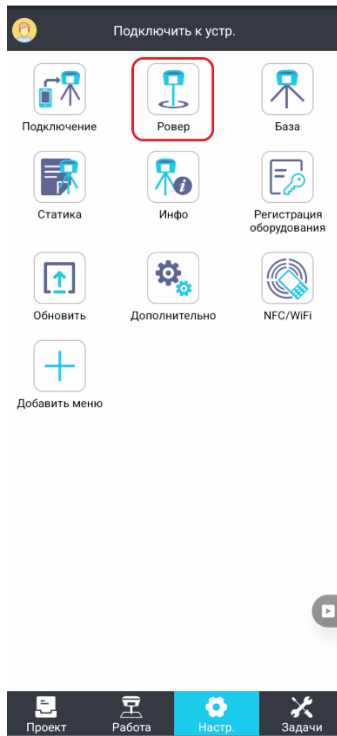 Подключить к устр.
Подключение
Ровер
База
Статика
Инфо
Регистрация
оборудования
Обновить
Дополнительно
NFC/WiFi
Добавить меню
Проект
Работа
Настр.
Задачи